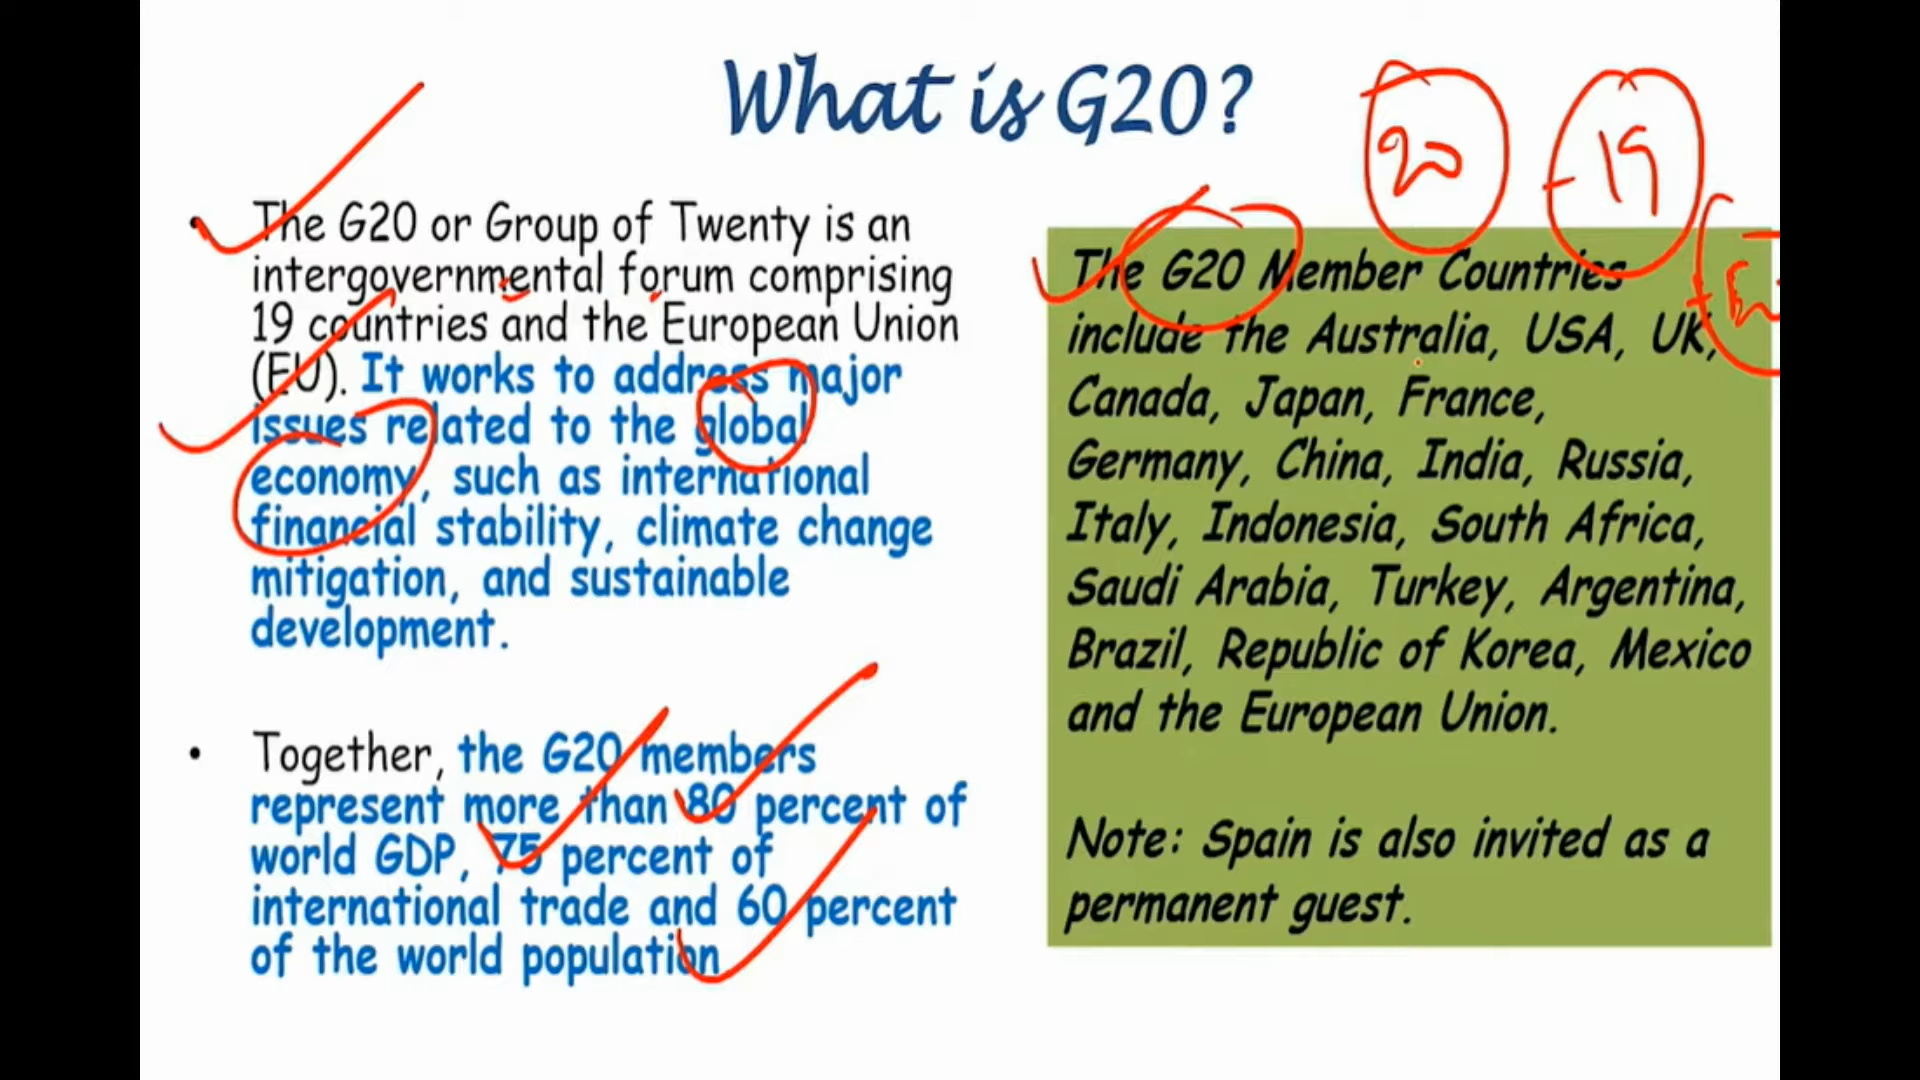 What is G20?
20
19
• The G20 or Group of Twenty is an
intergovernmental forum comprising
19 countries and the European Union
(EU). It works to address major
issues related to the global
economy, such as international
financial stability, climate change
mitigation, and sustainable
development.
• Together, the G20 members
represent more than 80 percent of
world GDP, 75 percent of
international trade and 60 percent
of the world population
The G20 Member Countries
include the Australia, USA, UK,
Canada, Japan, France,
Germany, China, India, Russia,
Italy, Indonesia, South Africa,
Saudi Arabia, Turkey, Argentina,
Brazil, Republic of Korea, Mexico
and the European Union.
Note: Spain is also invited as a
permanent guest.